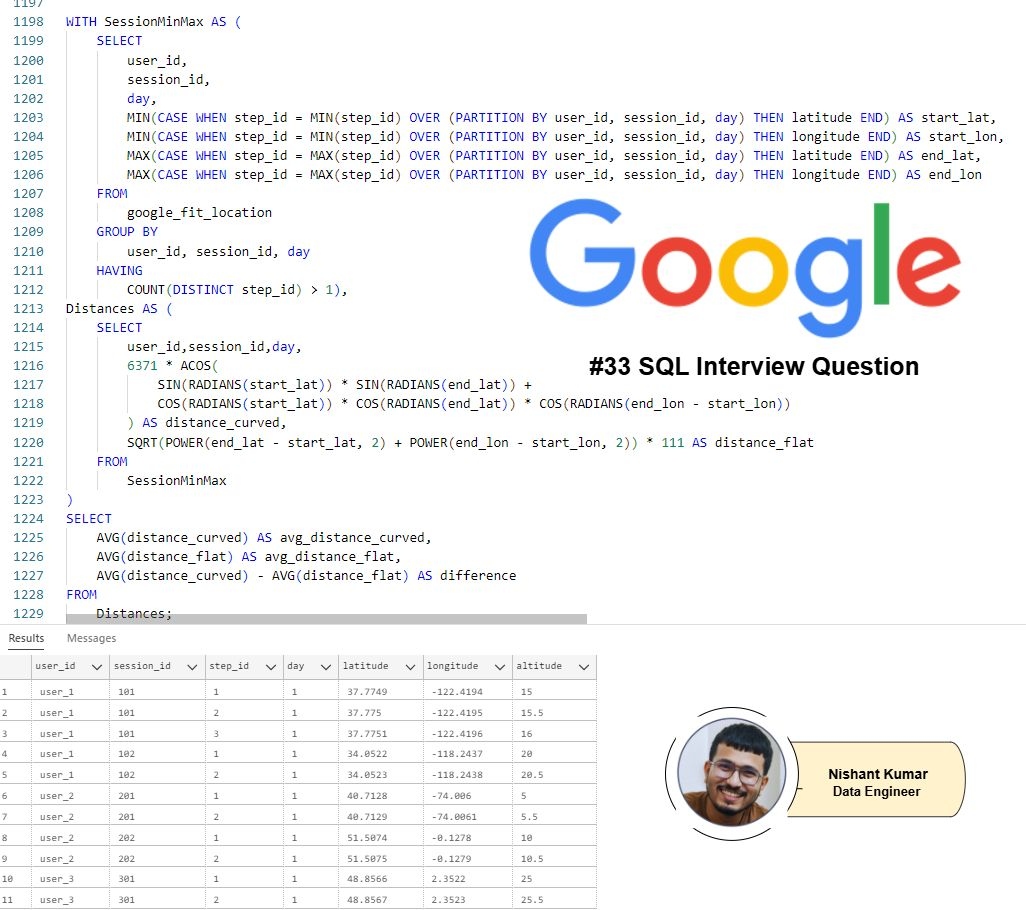 1197
1198 WITH SessionMinMax AS (
1199 SELECT
1200 user_id,
1201 session_id,
1202 day,
1203 MIN(CASE WHEN step_id = MIN(step_id) OVER (PARTITION BY user_id, session_id, day) THEN latitude END) AS start_lat,
1204 MIN(CASE WHEN step_id = MIN(step_id) OVER (PARTITION BY user_id, session_id, day) THEN longitude END) AS start_lon,
1205 MAX(CASE WHEN step_id = MAX(step_id) OVER (PARTITION BY user_id, session_id, day) THEN latitude END) AS end_lat,
1206 MAX(CASE WHEN step_id = MAX(step_id) OVER (PARTITION BY user_id, session_id, day) THEN longitude END) AS end_lon
1207 FROM
1208 google_fit_location
1209 GROUP BY
1210 user_id, session_id, day
1211 HAVING
1212 COUNT(DISTINCT step_id) > 1),
1213 Distances AS (
1214 SELECT
1215 user_id,session_id,day,
1216 6371 * ACOS(
1217 SIN(RADIANS(start_lat)) * SIN(RADIANS(end_lat)) +
1218 COS(RADIANS(start_lat)) * COS(RADIANS(end_lat)) * COS(RADIANS(end_lon - start_lon))
1219 ) AS distance_curved,
1220 SQRT(POWER(end_lat - start_lat, 2) + POWER(end_lon - start_lon, 2)) * 111 AS distance_flat
1221 FROM
1222 SessionMinMax
1223 )
1224 SELECT
1225 AVG(distance_curved) AS avg_distance_curved,
1226 AVG(distance_flat) AS avg_distance_flat,
1227 AVG(distance_curved) - AVG(distance_flat) AS difference
1228 FROM
1229 Distances;
Google
#33 SQL Interview Question
Results Messages
user_id session_id step_id day latitude longitude altitude
1 user_1 101 1 1 37.7749 -122.4194 15
2 user_1 101 2 1 37.775 -122.4195 15.5
3 user_1 101 3 1 37.7751 -122.4196 16
4 user_1 102 1 1 34.0522 -118.2437 20
5 user_1 102 2 1 34.0523 -118.2438 20.5
6 user_2 201 1 1 40.7128 -74.006 5
7 user_2 201 2 1 40.7129 -74.0061 5.5
8 user_2 202 1 1 51.5074 -0.1278 10
9 user_2 202 2 1 51.5075 -0.1279 10.5
10 user_3 301 1 1 48.8566 2.3522 25
11 user_3 301 2 1 48.8567 2.3523 25.5
Nishant Kumar
Data Engineer